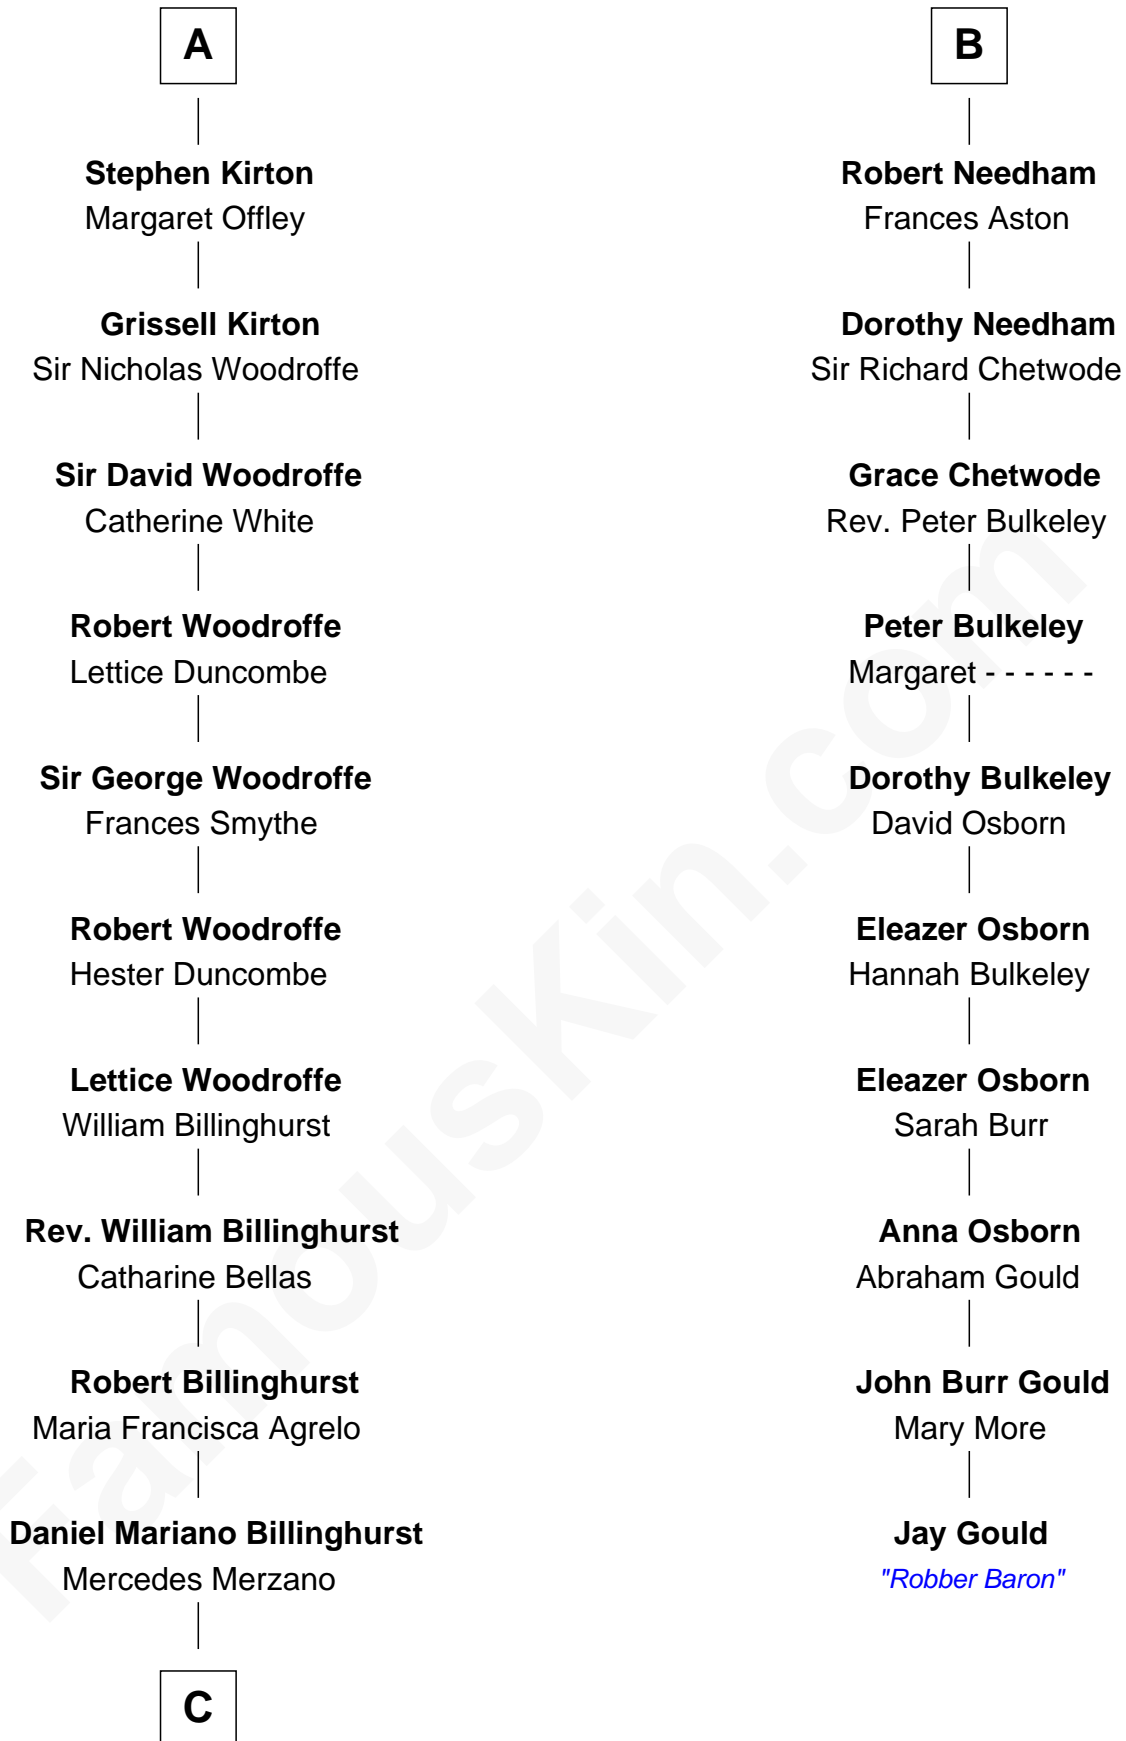 A
Stephen Kirton
Margaret Offley
Grissell Kirton
Sir Nicholas Woodroffe
Sir David Woodroffe
Catherine White
Robert Woodroffe
Lettice Duncombe
Sir George Woodroffe
Frances Smythe
Robert Woodroffe
Hester Duncombe
Lettice Woodroffe
William Billinghurst
Rev. William Billinghurst
Catharine Bellas
Robert Billinghurst
Maria Francisca Agrelo
Daniel Mariano Billinghurst
Mercedes Merzano
C
B
Robert Needham
Frances Aston
Dorothy Needham
Sir Richard Chetwode
Grace Chetwode
Rev. Peter Bulkeley
Peter Bulkeley
Margaret - - - - - -
Dorothy Bulkeley
David Osborn
Eleazer Osborn
Hannah Bulkeley
Eleazer Osborn
Sarah Burr
Anna Osborn
Abraham Gould
John Burr Gould
Mary More
Jay Gould
"Robber Baron"
FamousKin.com